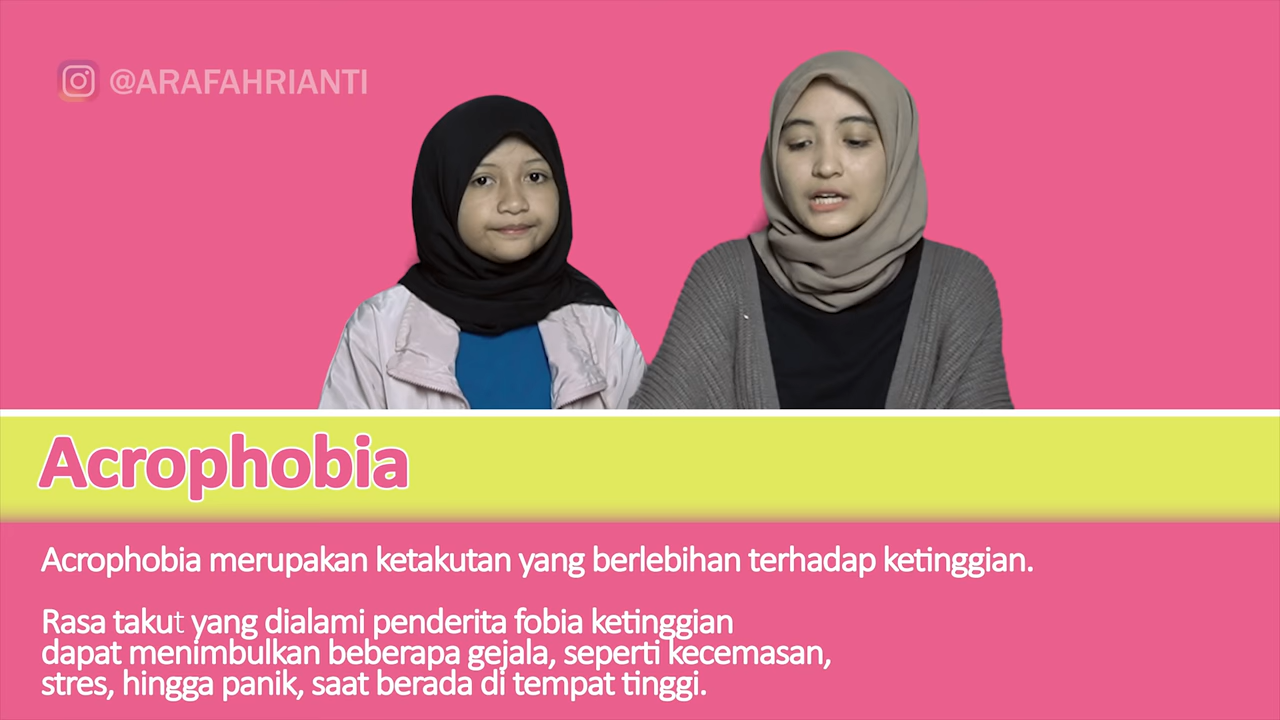 @ARAFAHRIANTI
Acrophobia
Acrophobia merupakan ketakutan yang berlebihan terhadap ketinggian.
Rasa takut yang dialami penderita fobia ketinggian
dapat menimbulkan beberapa gejala, seperti kecemasan,
stres, hingga panik, saat berada di tempat tinggi.